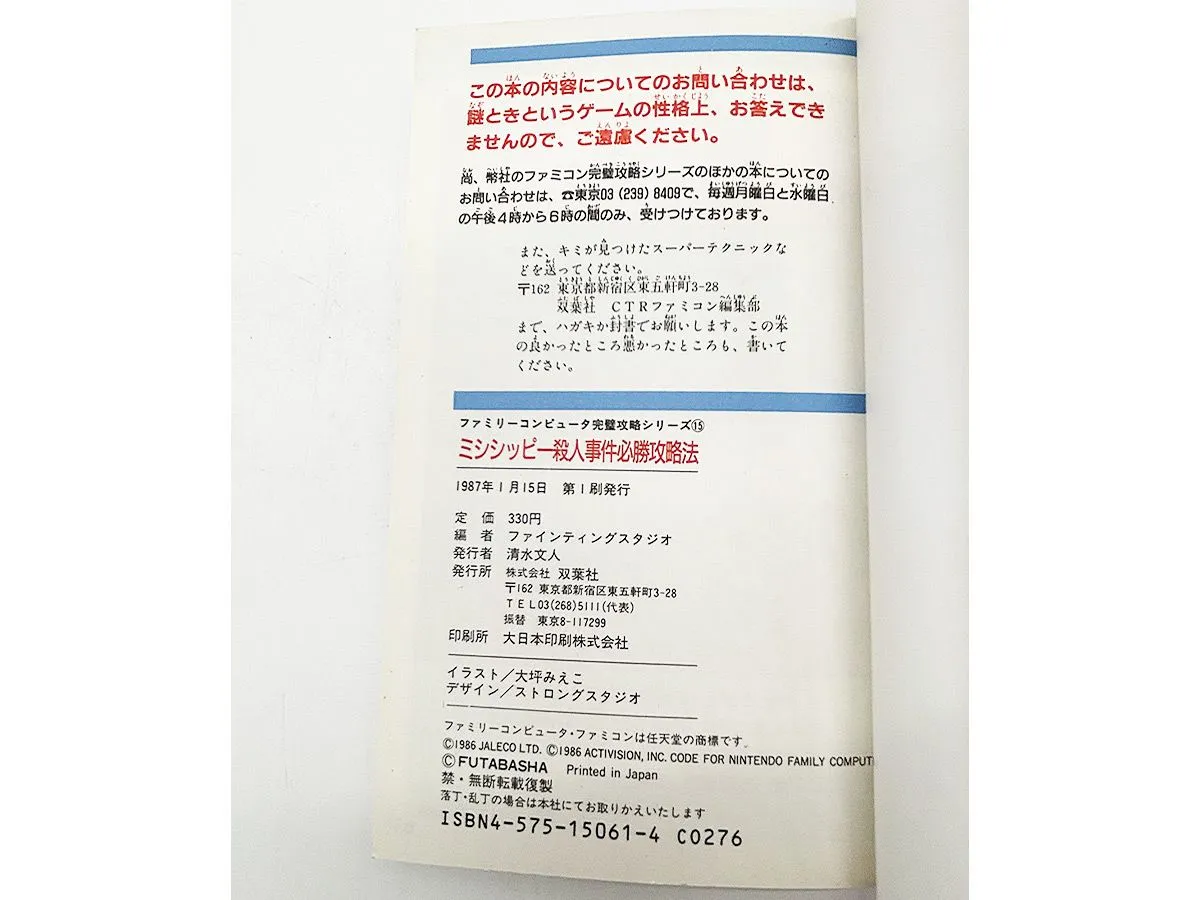 この本の内容についてのお問い合わせは、
謎ときというゲームの性格上、お答えでき
ませんので、ご遠慮ください。
尚、幣社のファミコン完璧攻略シリーズのほかの本についての
お問い合わせは、☎東京03(239)8409で、毎週月曜日と水曜日
の午後4時から6時の間のみ、受けつけております。
また、キミが見つけたスーパーテクニックな
どを送ってください。
〒162 東京都新宿区東五軒町3-28
双葉社 CTRファミコン編集部
まで、ハガキか封書でお願いします。この本
の良かったところ悪かったところも、書いて
ください。
ファミリーコンピュータ完璧攻略シリーズ⑮
ミシシッピー殺人事件必勝攻略法
1987年1月15日 第1刷発行
定価 330円
編者 ファインティングスタジオ
発行者 清水文人
発行所 株式会社 双葉社
〒162 東京都新宿区東五軒町3-28
TEL03(268)5111(代表)
振替 東京8-117299
印刷所 大日本印刷株式会社
イラスト/大坪みえこ
デザイン/ストロングスタジオ
ファミリーコンピュータ・ファミコンは任天堂の商標です。
©1986 JALECO LTD. ©1986 ACTIVISION, INC. CODE FOR NINTENDO FAMILY COMPUT
©FUTABASHA Printed in Japan
禁・無断転載復製
落丁・乱丁の場合は本社にてお取りかえいたします
ISBN4-575-15061-4 C0276